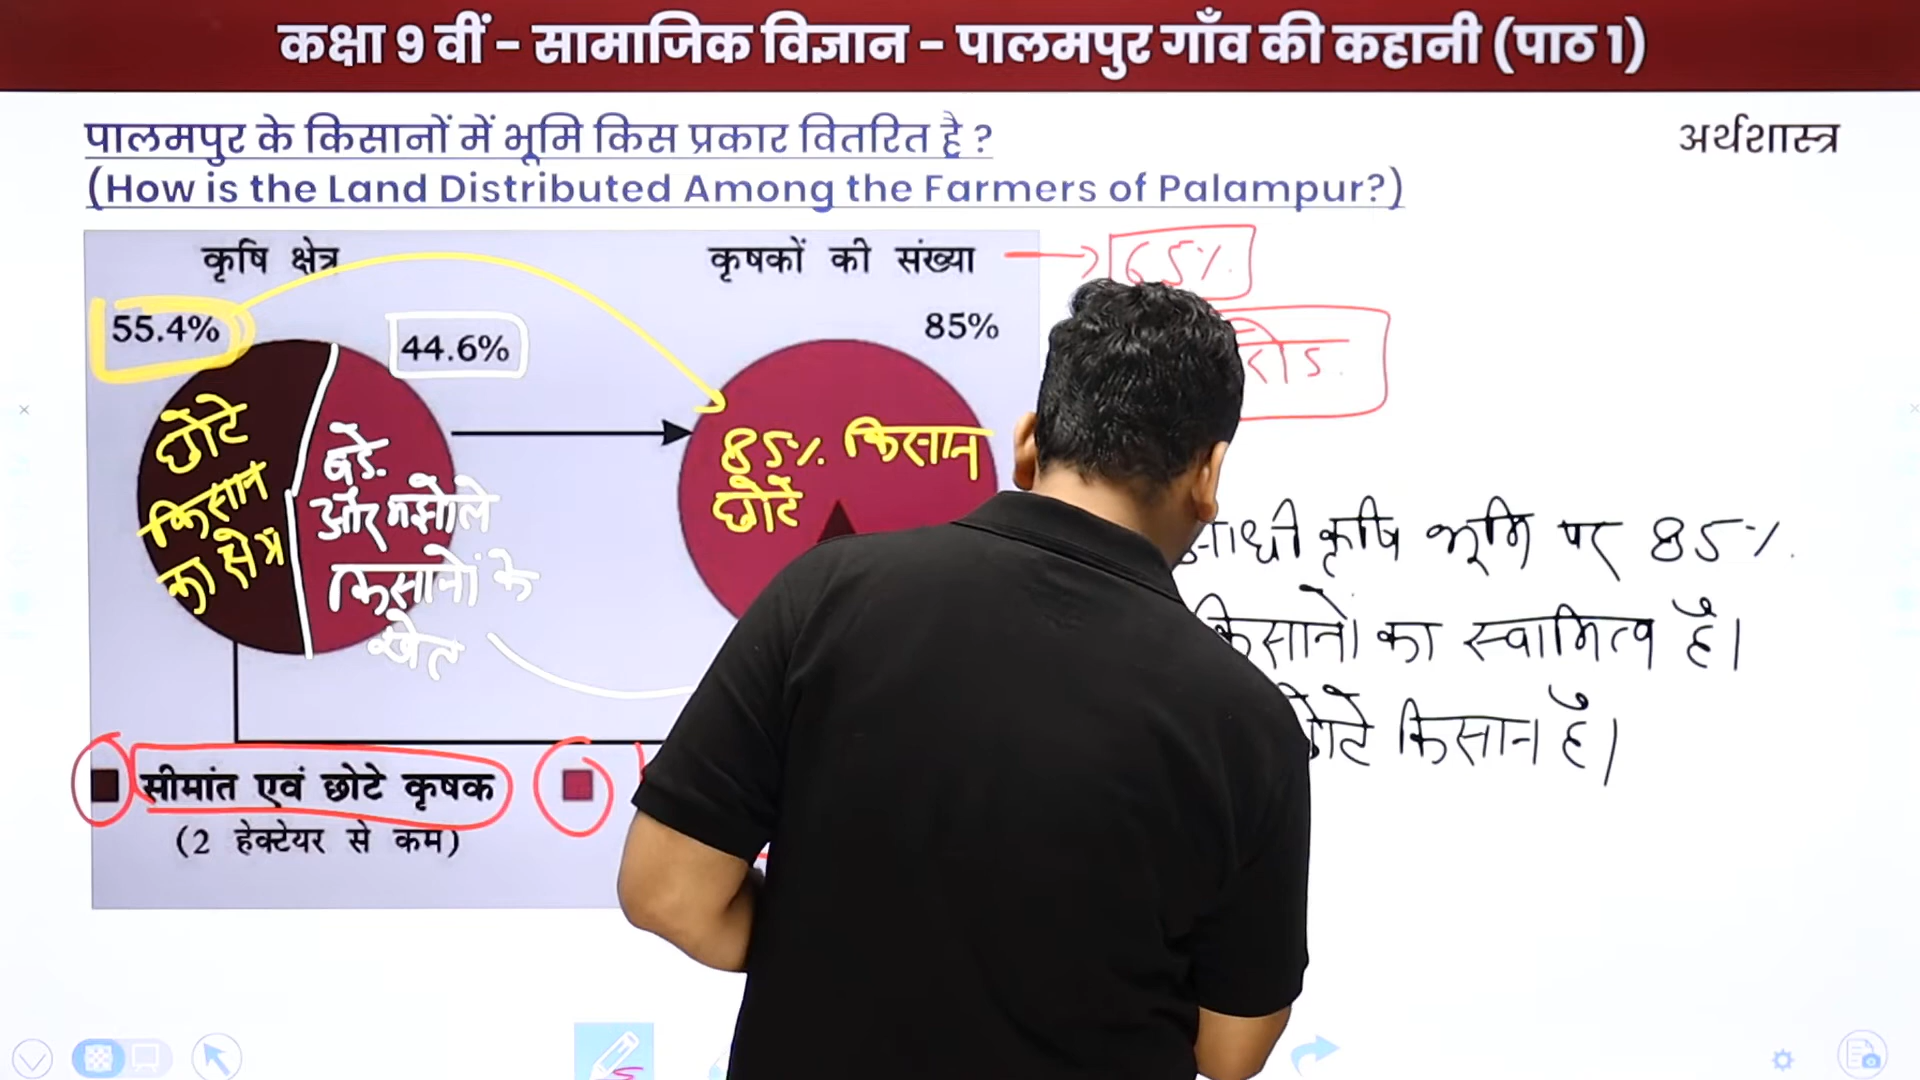 कक्षा 9 वीं - सामाजिक विज्ञान - पालमपुर गाँव की कहानी (पाठ 1)
पालमपुर के किसानों में भूमि किस प्रकार वितरित है ?
अर्थशास्त्र
(How is the Land Distributed Among the Farmers of Palampur?)
कृषि क्षेत्र
कृषकों की संख्या
65%.
55.4%
44.6%
85%
छोटे
किसान
का क्षेत्र
बड़े
और मझोले
किसानों के
खेत
85% किसान
छोटे
कृषि भूमि पर 85%.
किसानों का स्वामित्व है।
किसान है।
सीमांत एवं छोटे कृषक
(2 हेक्टेयर से कम)